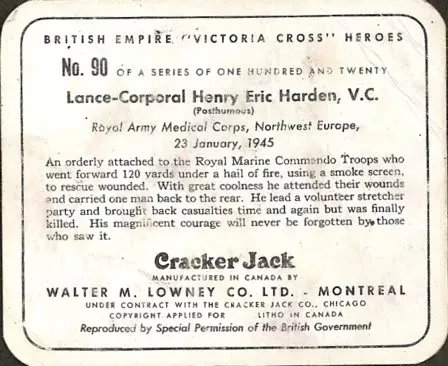 BRITISH EMPIRE "VICTORIA CROSS" HEROES
No. 90 OF A SERIES OF ONE HUNDRED AND TWENTY
Lance-Corporal Henry Eric Harden, V.C.
(Posthumous)
Royal Army Medical Corps, Northwest Europe,
23 January, 1945
An orderly attached to the Royal Marine Commando Troops who
went forward 120 yards under a hail of fire, using a smoke screen,
to rescue wounded. With great coolness he attended their wounds
and carried one man back to the rear. He lead a volunteer stretcher
party and brought back casualties time and again but was finally
killed. His magnificent courage will never be forgotten by those
who saw it.
Cracker Jack
MANUFACTURED IN CANADA BY
WALTER M. LOWNEY CO. LTD. - MONTREAL
UNDER CONTRACT WITH THE CRACKER JACK CO., CHICAGO
COPYRIGHT APPLIED FOR LITHO IN CANADA
Reproduced by Special Permission of the British Government